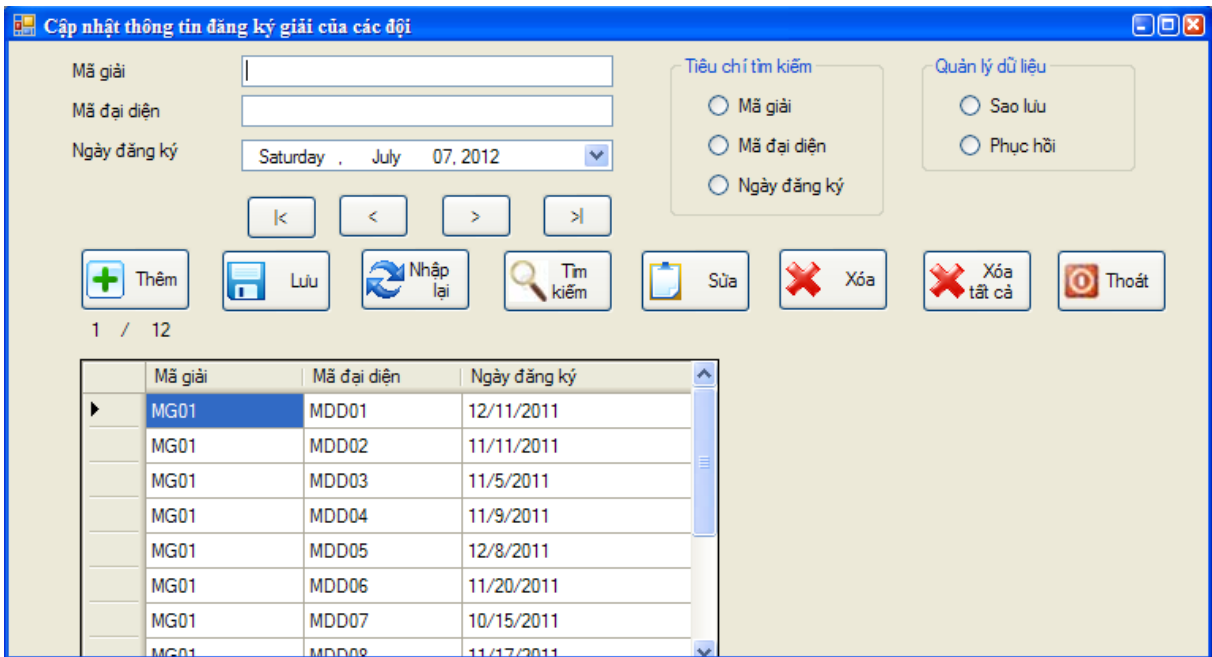 Cập nhật thông tin đăng ký giải của các đội
Mã giải
Mã đại diện
Ngày đăng ký
Saturday , July 07, 2012
Tiêu chí tìm kiếm
Mã giải
Mã đại diện
Ngày đăng ký
Quản lý dữ liệu
Sao lưu
Phục hồi
|< < > >|
Thêm
Lưu
Nhập
lại
Tìm
kiếm
Sửa
Xóa
Xóa
tất cả
Thoát
1 / 12
Mã giải Mã đại diện Ngày đăng ký
MG01 MDD01 12/11/2011
MG01 MDD02 11/11/2011
MG01 MDD03 11/5/2011
MG01 MDD04 11/9/2011
MG01 MDD05 12/8/2011
MG01 MDD06 11/20/2011
MG01 MDD07 10/15/2011
MG01 MDD08 11/17/2011